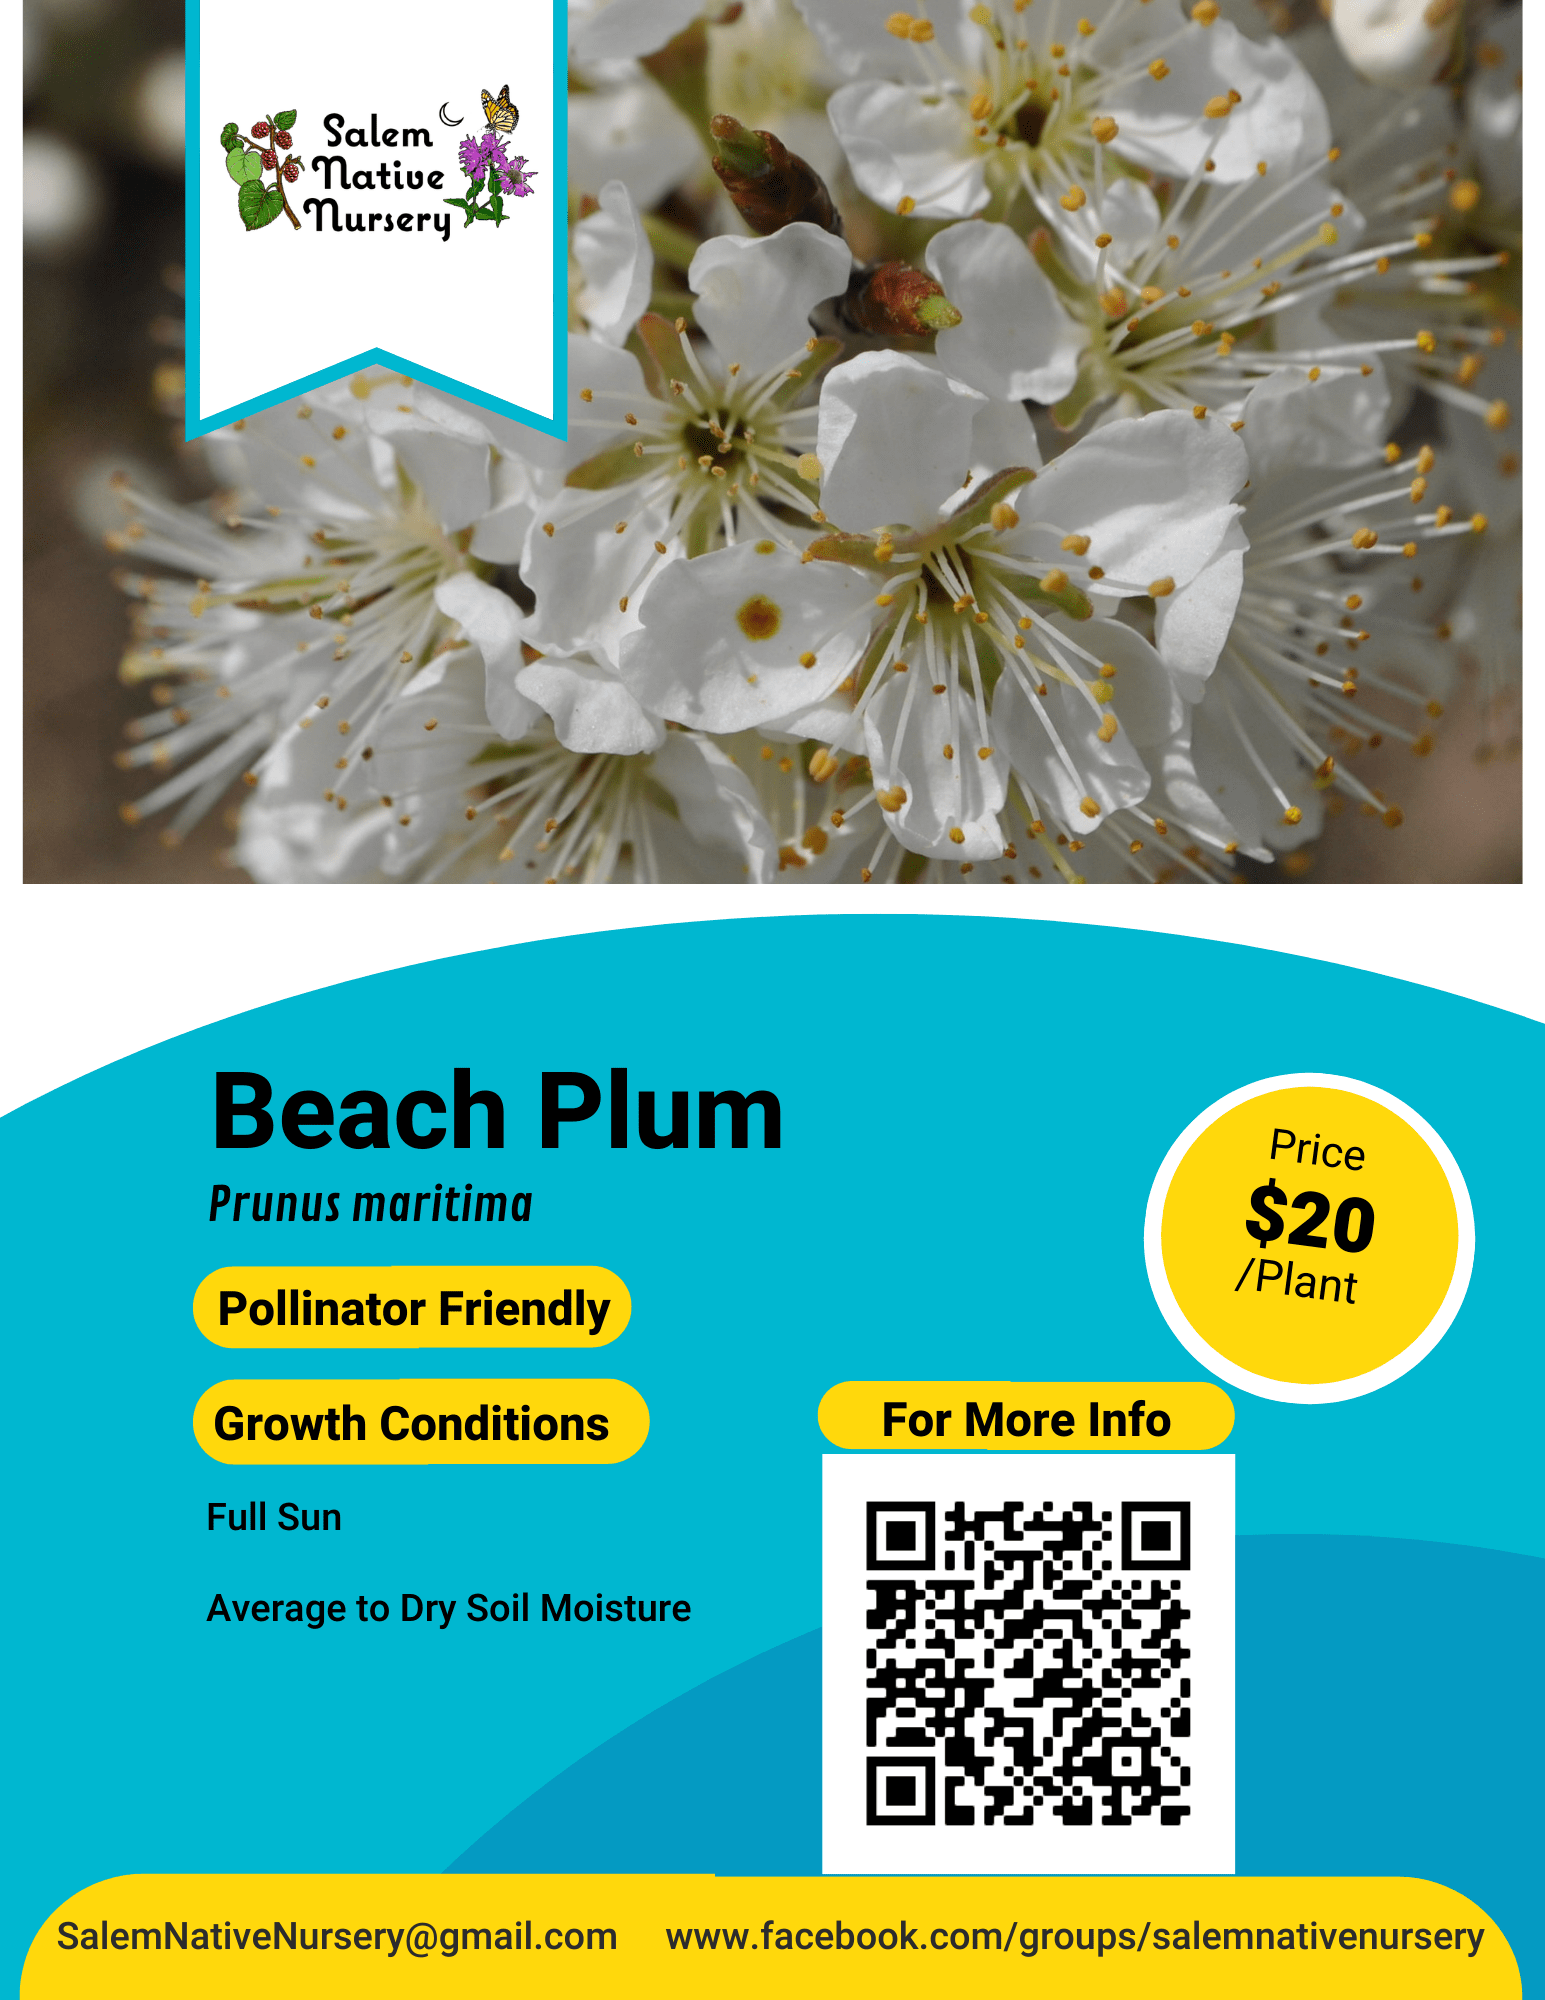 Salem
Native
Nursery
Beach Plum
Prunus maritima
Price
$20
/Plant
Pollinator Friendly
Growth Conditions
For More Info
Full Sun
Average to Dry Soil Moisture
SalemNativeNursery@gmail.com
www.facebook.com/groups/salemnativenursery